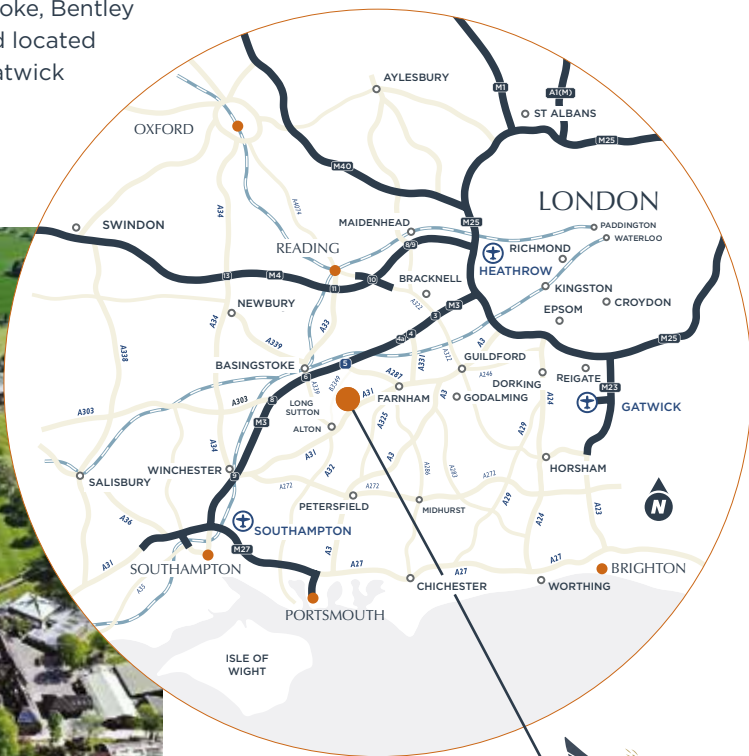 oke, Bentley
d located
atwick
AYLESBURY
M1
A1(M)
ST ALBANS
OXFORD
M25
M40
A34
A4074
LONDON
SWINDON
MAIDENHEAD
M25
PADDINGTON
WATERLOO
READING
8/9
RICHMOND
HEATHROW
13
M4
11
10
BRACKNELL
KINGSTON
NEWBURY
A322
M3
EPSOM
CROYDON
A34
A33
3
A338
A339
4a
4
A3
M25
BASINGSTOKE
6
5
A331
A322
GUILDFORD
A287
A246
DORKING
REIGATE
M23
A339
B3349
A31
FARNHAM
A3
GODALMING
A24
GATWICK
A303
A303
8
LONG
SUTTON
M3
ALTON
A325
A29
A34
A31
A32
A3
A286
A283
A272
HORSHAM
WINCHESTER
9
SALISBURY
A272
A272
PETERSFIELD
MIDHURST
A29
A24
A23
N
A36
SOUTHAMPTON
M27
A3
A31
SOUTHAMPTON
A35
A27
A27
A27
CHICHESTER
WORTHING
BRIGHTON
PORTSMOUTH
ISLE OF
WIGHT